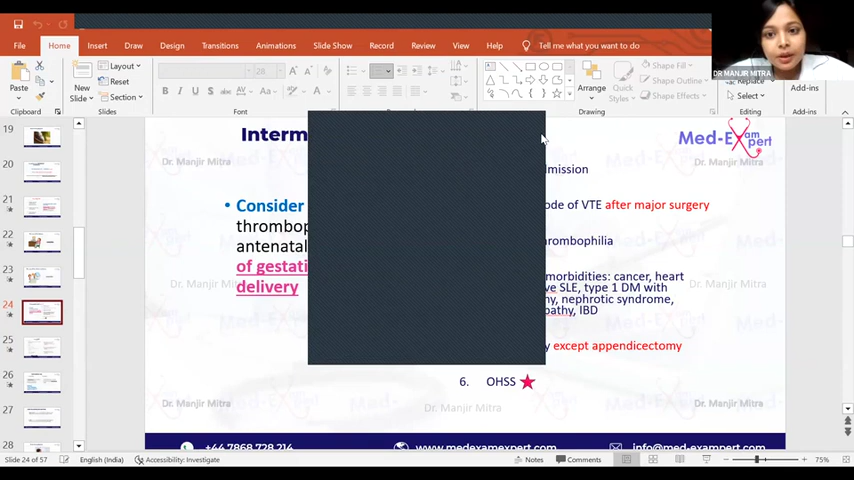 DR MANJIR MITRA
File Home Insert Draw Design Transitions Animations Slide Show Record Review View Help Tell me what you want to do
Paste
New
Slide
Layout
Reset
Section
28
B I U S
Arrange
Quick
Styles
Shape Fill
Shape Outline
Shape Effects
Replace
Select
Add-ins
Clipboard
Slides
Font
Drawing
Editing
Add-ins
19
20
21
22
23
24
25
26
27
28
Interm
Med-Exam
pert
Dr. Manjir Mitra
• Consider
thrombop
antenatal
of gestati
delivery
dmission
ode of VTE after major surgery
hrombophilia
morbidities: cancer, heart
ve SLE, type 1 DM with
hy, nephrotic syndrome,
pathy, IBD
y except appendicectomy
6. OHSS
Dr. Manjir Mitra
Dr. Manjir Mitra
Dr. Manjir Mitra
Dr. Manjir Mitra
+44 7868 728 214
www.medexamexpert.com
info@med-exampert.com
Slide 24 of 57 English (India) Accessibility: Investigate Notes Comments 75%